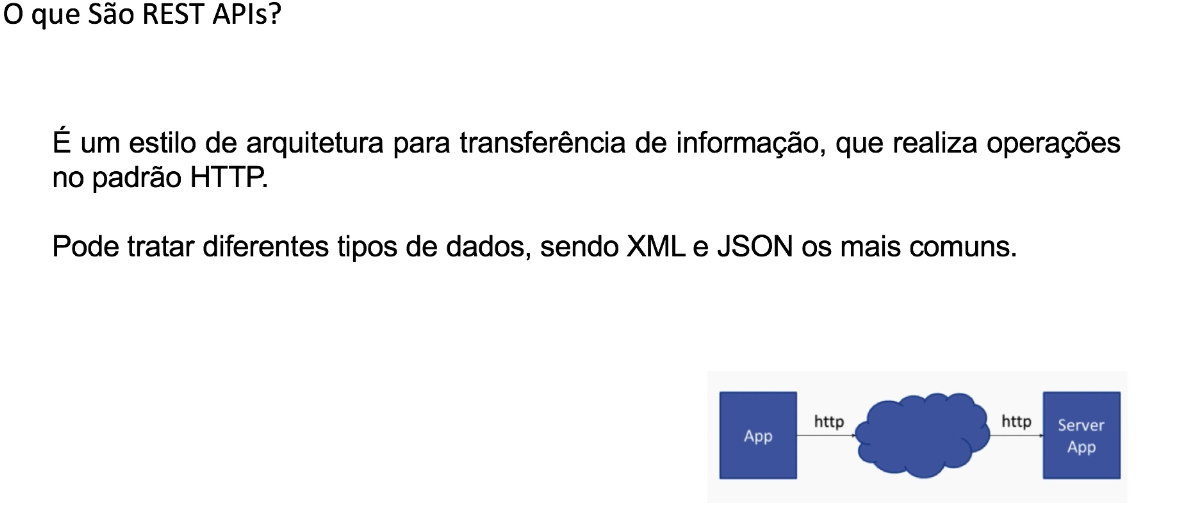 O que São REST APIs?
É um estilo de arquitetura para transferência de informação, que realiza operações
no padrão HTTP.
Pode tratar diferentes tipos de dados, sendo XML e JSON os mais comuns.
App
http
http
Server
App